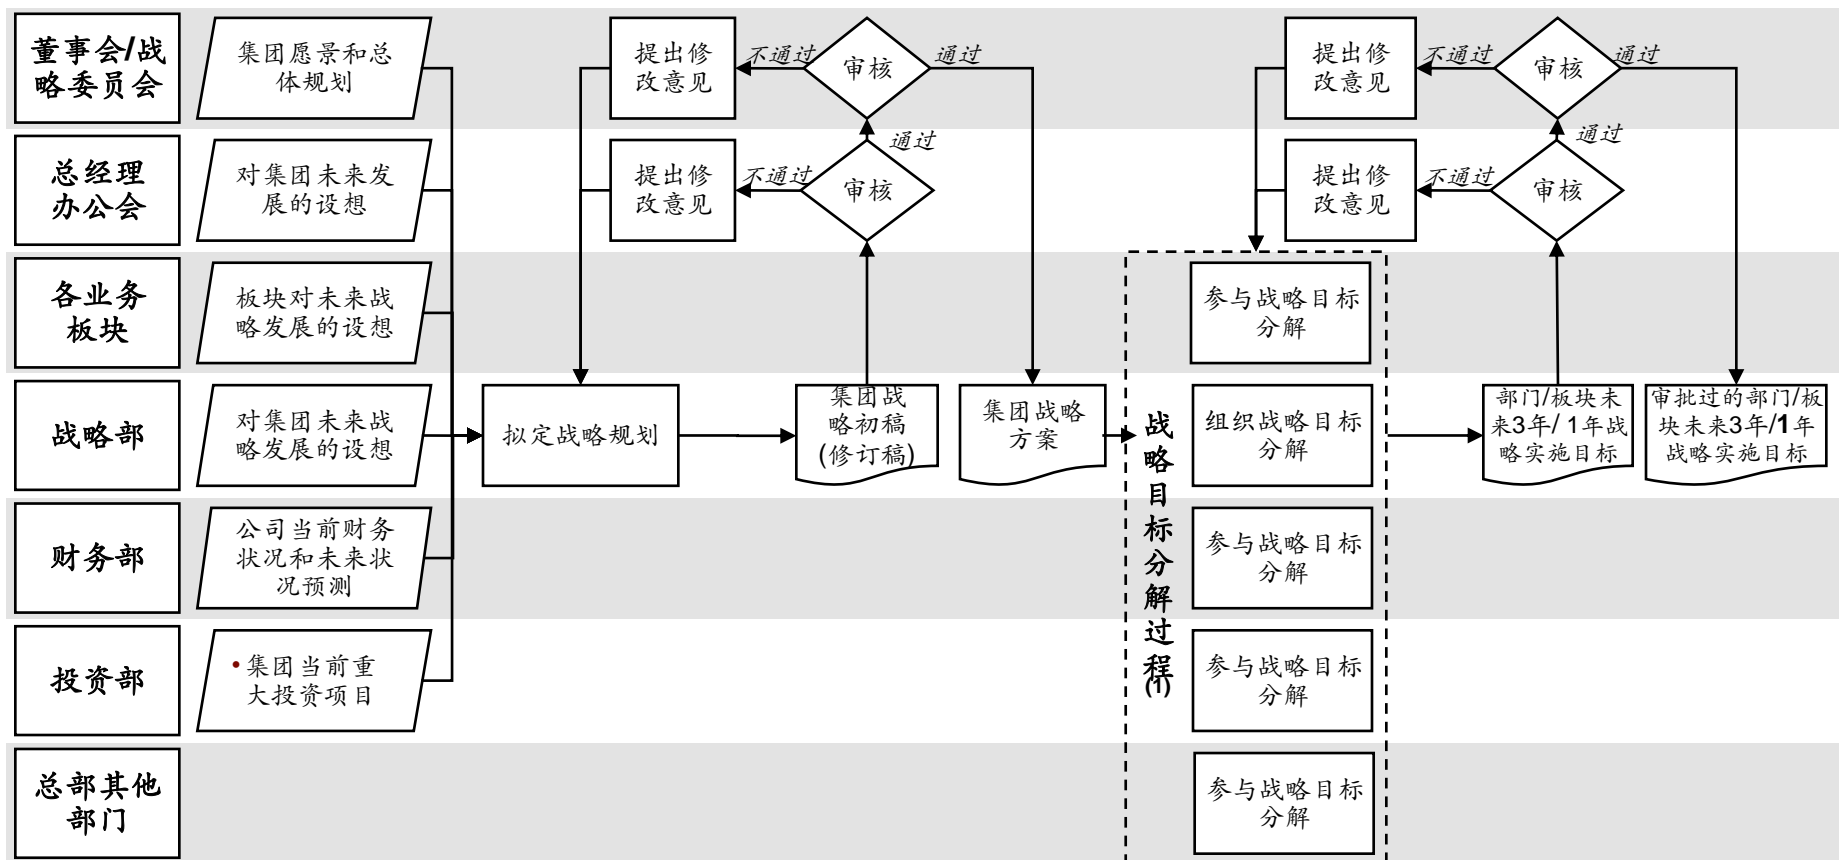 董事会/战
略委员会
集团愿景和总
体规划
提出修
改意见
不通过
审核
通过
提出修
改意见
不通过
审核
通过
总经理
办公会
对集团未来发
展的设想
提出修
改意见
不通过
审核
通过
提出修
改意见
不通过
审核
通过
各业务
板块
板块对未来战
略发展的设想
参与战略目标
分解
战略部
对集团未来战
略发展的设想
拟定战略规划
集团战
略初稿
(修订稿)
集团战略
方案
战
略
目
标
分
解
过
程
(1)
组织战略目标
分解
部门/板块未
来3年/ 1年战
略实施目标
审批过的部门/板
块未来3年/1年
战略实施目标
财务部
公司当前财务
状况和未来状
况预测
参与战略目标
分解
投资部
•集团当前重
大投资项目
参与战略目标
分解
总部其他
部门
参与战略目标
分解